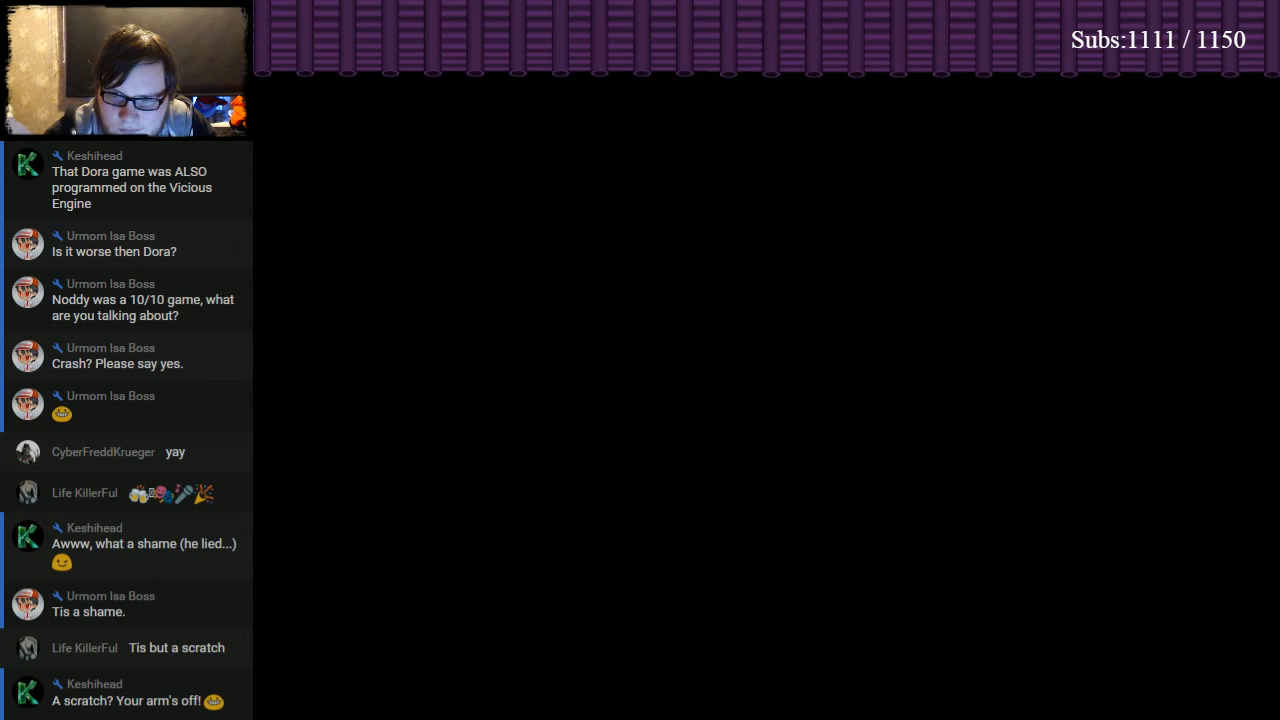 Subs:1111 / 1150
Keshihead
That Dora game was ALSO
programmed on the Vicious
Engine
Urmom Isa Boss
Is it worse then Dora?
Urmom Isa Boss
Noddy was a 10/10 game, what
are you talking about?
Urmom Isa Boss
Crash? Please say yes.
Urmom Isa Boss
CyberFreddKrueger yay
Life KillerFul
Keshihead
Awww, what a shame (he lied...)
Urmom Isa Boss
Tis a shame.
Life KillerFul Tis but a scratch
Keshihead
A scratch? Your arm's off!